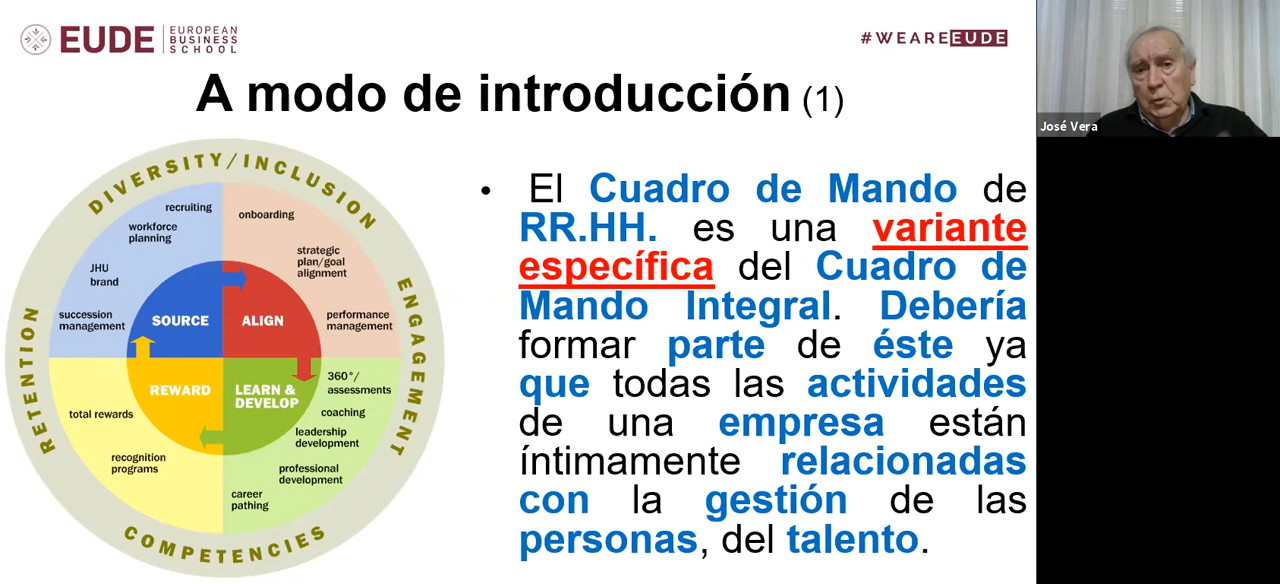 EUDE
EUROPEAN
BUSINESS
SCHOOL
#WEAREEUDE
A modo de introducción (1)
DIVERSITY/INCLUSION
ENGAGEMENT
COMPETENCIES
RETENTION
recruiting
workforce
planning
JHU
brand
succession
management
SOURCE
onboarding
strategic
plan/goal
alignment
performance
management
ALIGN
REWARD
total rewards
recognition
programs
LEARN &
DEVELOP
360°/
assessments
coaching
leadership
development
professional
development
career
pathing
• El Cuadro de Mando de
RR.HH. es una variante
específica del Cuadro de
Mando Integral. Debería
formar parte de éste ya
que todas las actividades
de una empresa están
íntimamente relacionadas
con la gestión de las
personas, del talento.
José Vera